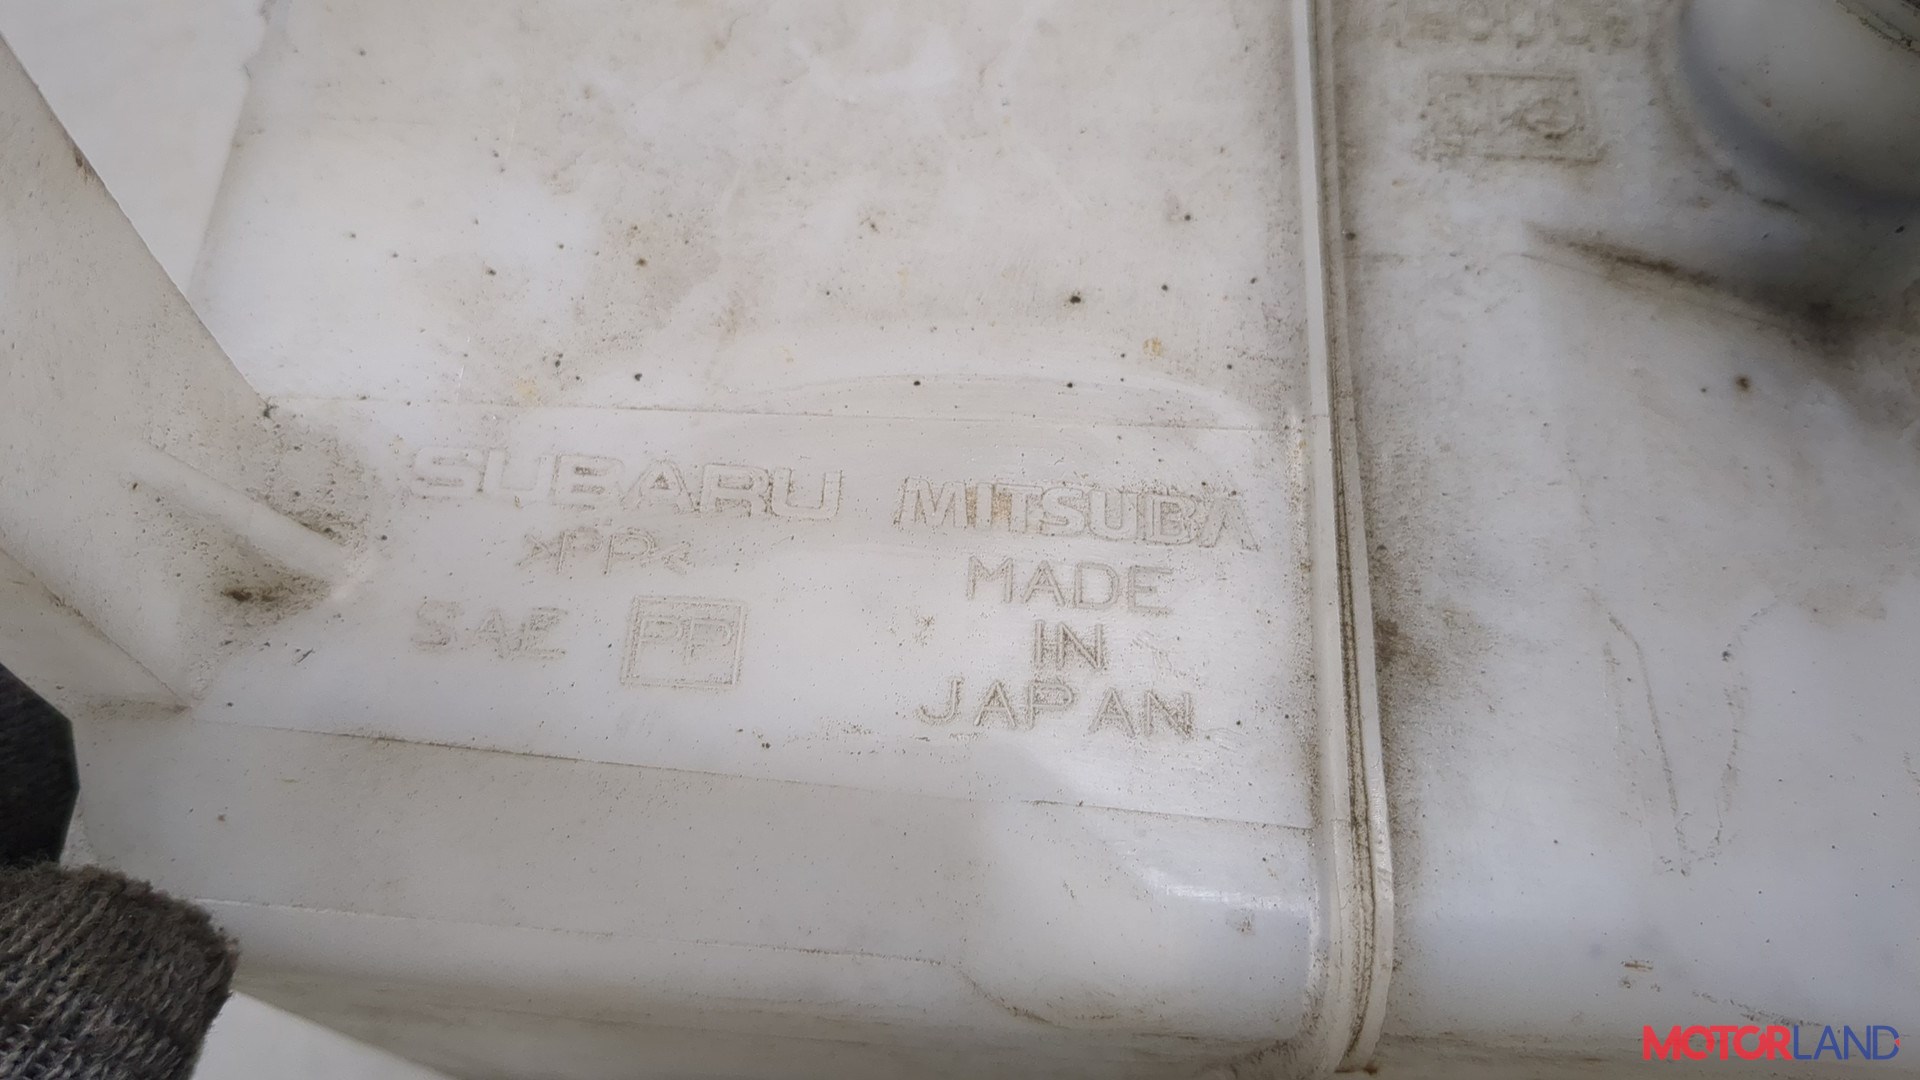 SUBARU MITSUBA
>PP< MADE
SAE PP IN
JAPAN
MOTORLAND